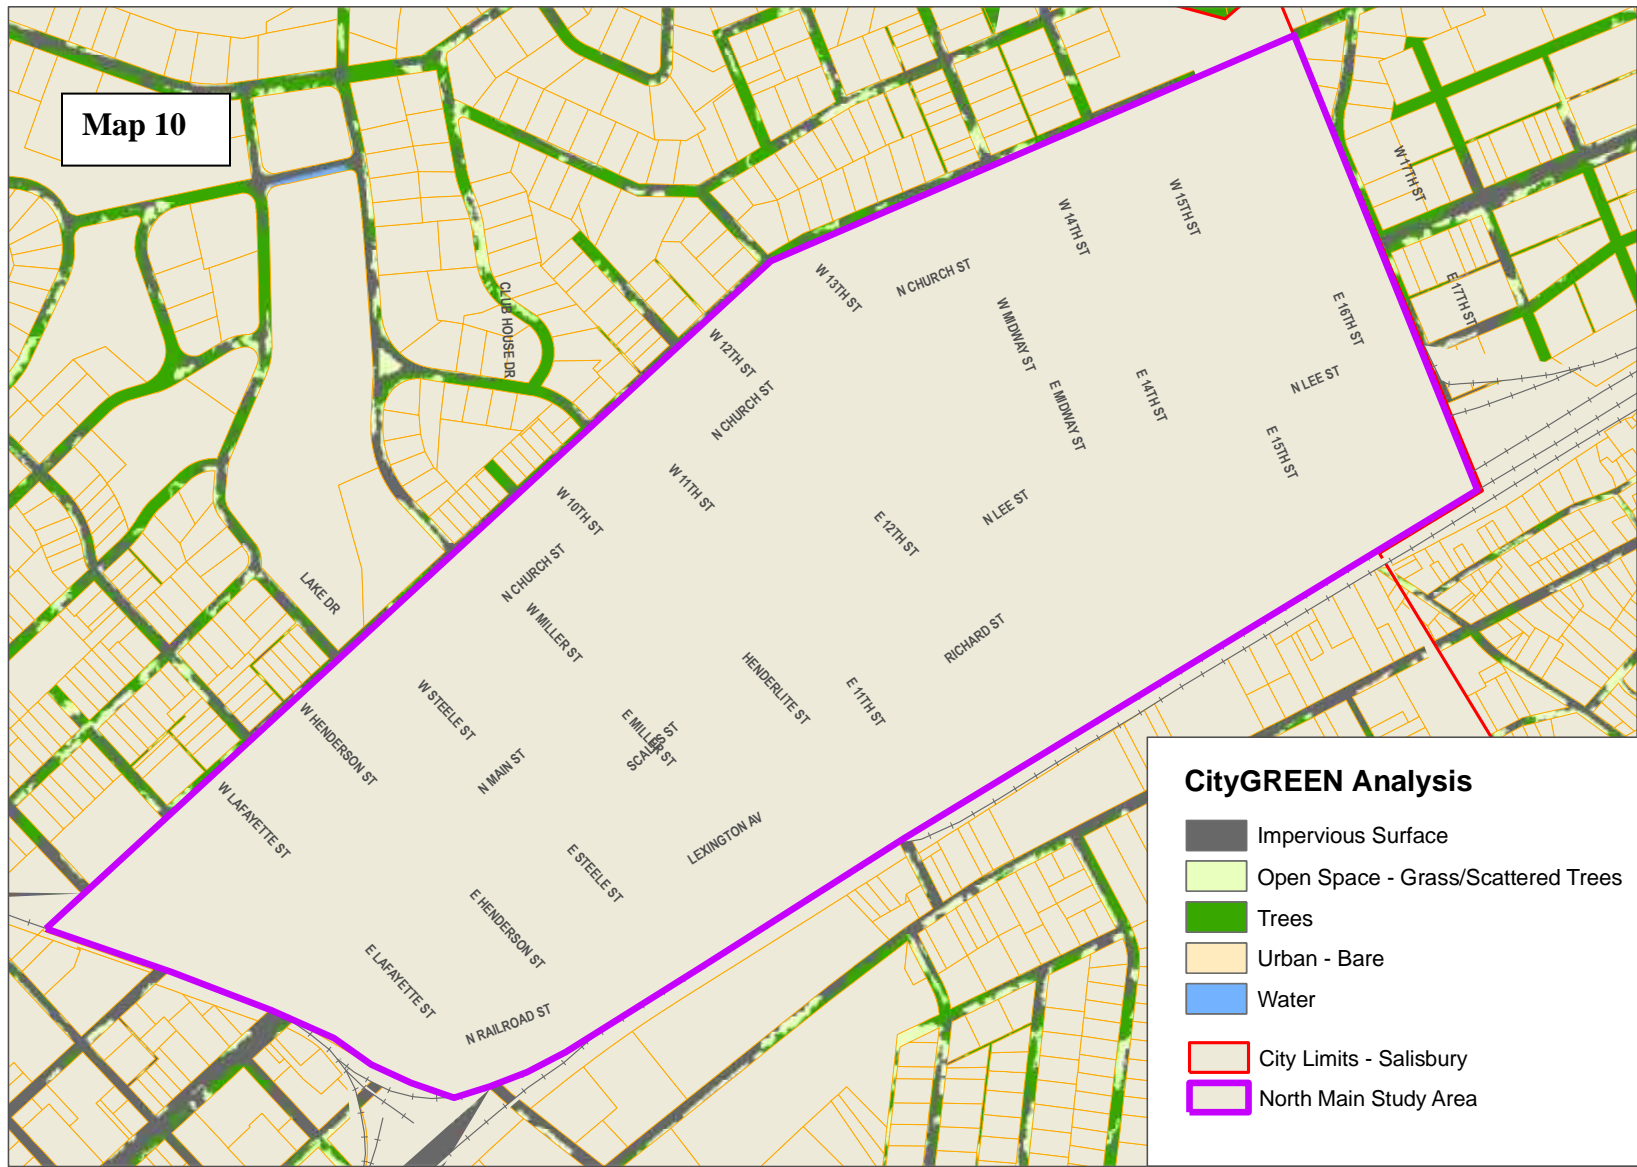 Map 10
W 17TH ST
W 15TH ST
W 14TH ST
W 13TH ST
N CHURCH ST
E 17TH ST
CLUB HOUSE DR
W MIDWAY ST
E 16TH ST
W 12TH ST
N CHURCH ST
E MIDWAY ST
E 14TH ST
N LEE ST
E 15TH ST
W 11TH ST
W 10TH ST
E 12TH ST
N LEE ST
N CHURCH ST
LAKE DR
W MILLER ST
RICHARD ST
HENDERLITE ST
E 11TH ST
W STEELE ST
W HENDERSON ST
E MILLER ST
SCALES ST
N MAIN ST
W LAFAYETTE ST
LEXINGTON AV
E STEELE ST
E HENDERSON ST
E LAFAYETTE ST
N RAILROAD ST
CityGREEN Analysis
Impervious Surface
Open Space - Grass/Scattered Trees
Trees
Urban - Bare
Water
City Limits - Salisbury
North Main Study Area